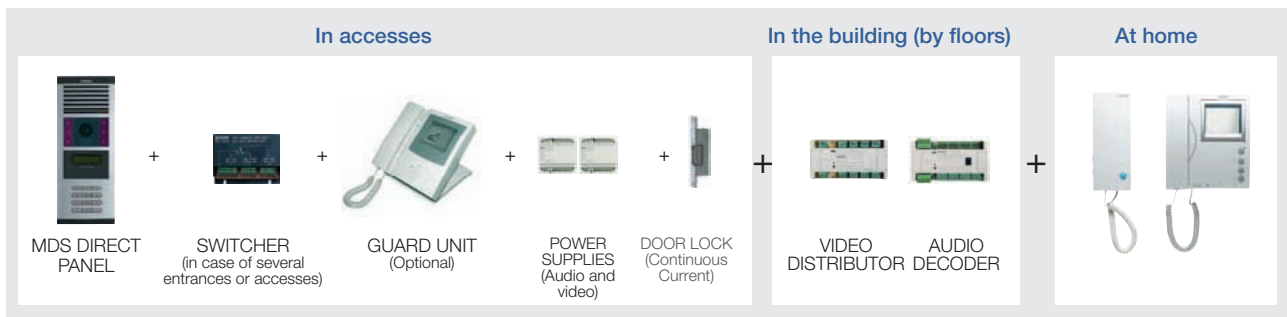 In accesses
In the building (by floors)
At home
+
+
+
+
+
+
MDS DIRECT
PANEL
SWITCHER
(in case of several
entrances or accesses)
GUARD UNIT
(Optional)
POWER
SUPPLIES
(Audio and
video)
DOOR LOCK
(Continuous
Current)
VIDEO
DISTRIBUTOR
AUDIO
DECODER